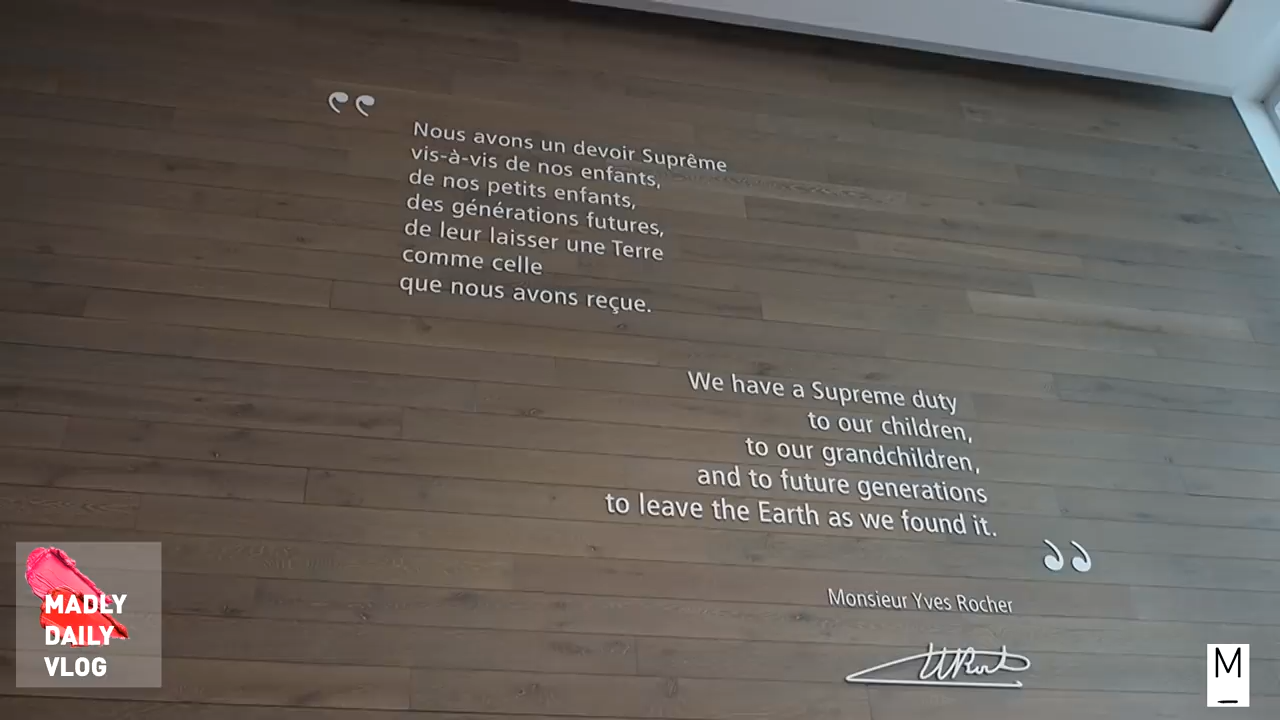 Nous avons un devoir Suprême
vis-à-vis de nos enfants,
de nos petits enfants,
des générations futures,
de leur laisser une Terre
comme celle
que nous avons reçue.
We have a Supreme duty
to our children,
to our grandchildren,
and to future generations
to leave the Earth as we found it.
Monsieur Yves Rocher
MADLY
DAILY
VLOG
M